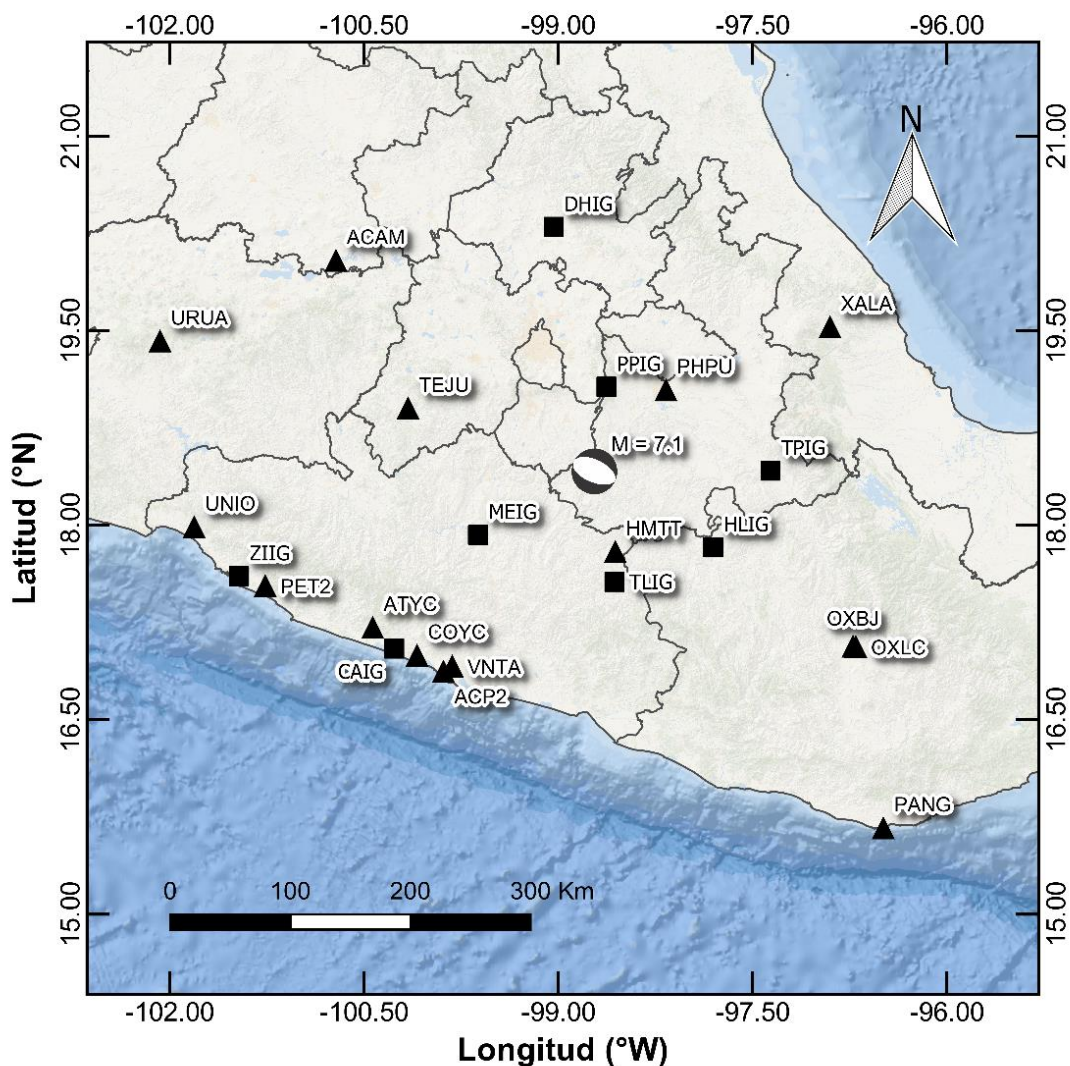 -102.00 -100.50 -99.00 -97.50 -96.00
21.00
N
21.00
DHIG
ACAM
XALA
19.50
URUA
19.50
PPIG
PHPU
TEJU
M = 7.1
TPIG
UNIO
MEIG
HMTT
HLIG
18.00
18.00
ZIIG
PET2
TLIG
ATYC
COYC
OXBJ
OXLC
CAIG
VNTA
ACP2
16.50
16.50
PANG
0 100 200 300 Km
15.00
15.00
-102.00 -100.50 -99.00 -97.50 -96.00
Latitud (°N)
Longitud (°W)